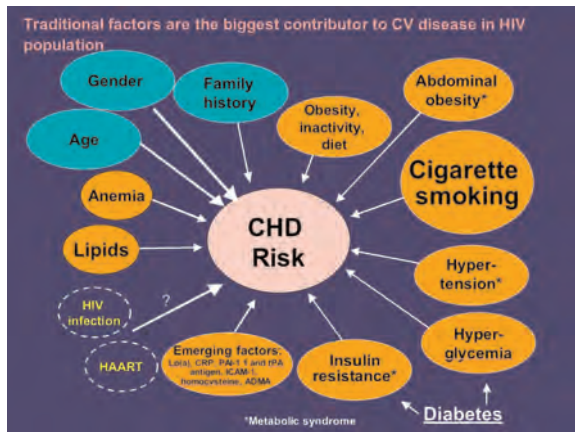 Traditional factors are the biggest contributor to CV disease in HIV
population
Gender
Family
history
Age
Obesity,
inactivity,
diet
Abdominal
obesity*
Anemia
Cigarette
smoking
Lipids
CHD
Risk
Hyper-
tension*
HIV
infection
?
HAART
Emerging factors:
Lp(a), CRP, PAI-1 and tPA
antigen, ICAM-1,
homocysteine, ADMA
Insulin
resistance*
Hyper-
glycemia
*Metabolic syndrome
Diabetes